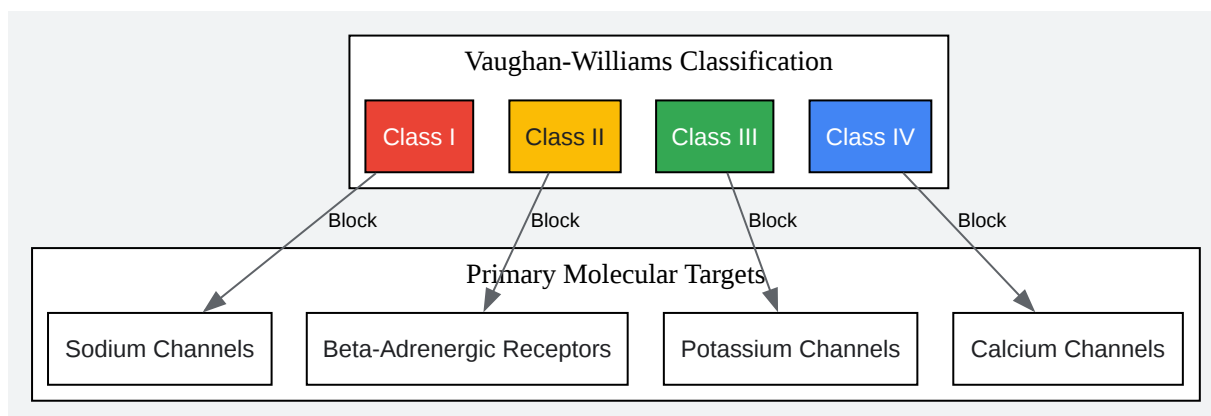 Vaughan-Williams Classification
Class I
Class II
Class III
Class IV
Block
Block
Block
Block
Primary Molecular Targets
Sodium Channels
Beta-Adrenergic Receptors
Potassium Channels
Calcium Channels